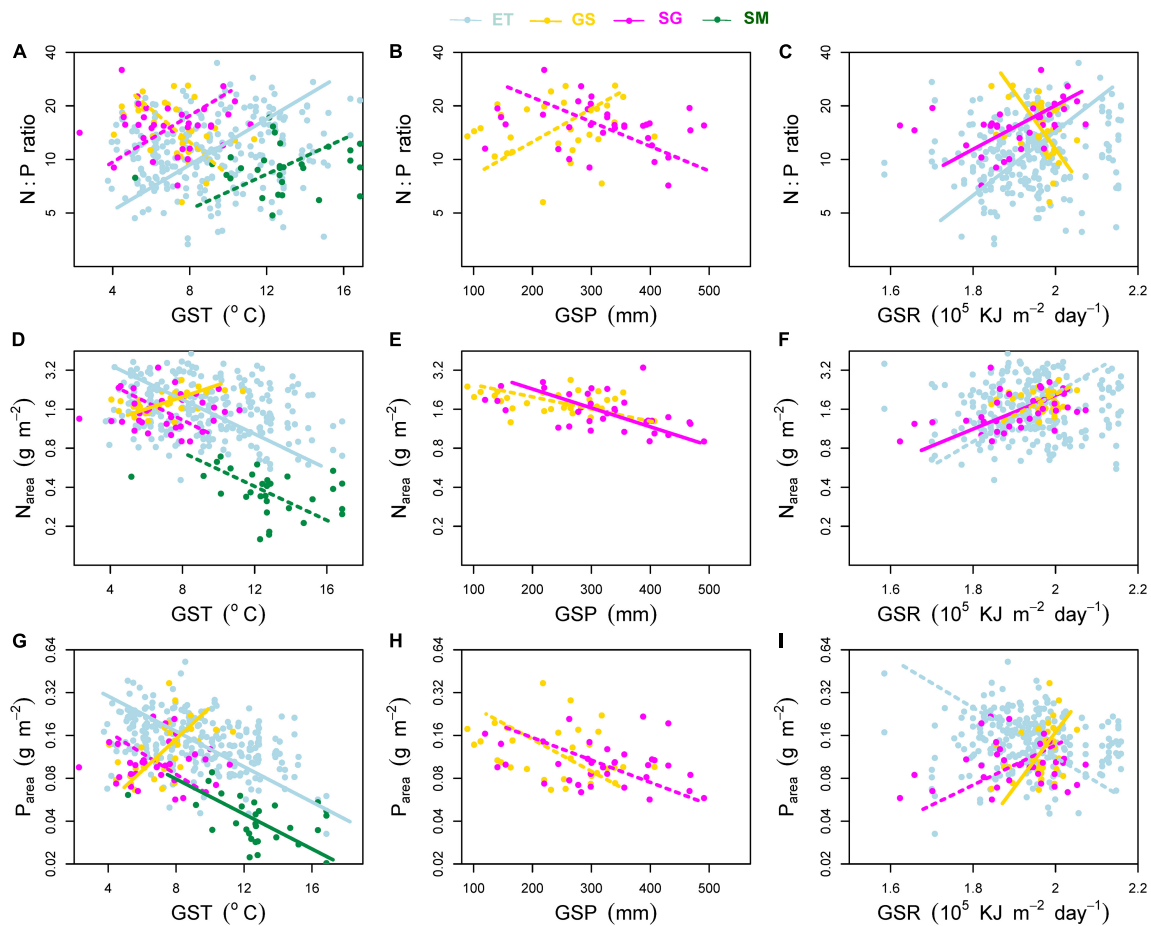 ET GS SG SM
A B C
40 20 10 5
N : P ratio
4 8 12 16
GST (° C)
40 20 10 5
N : P ratio
100 200 300 400 500
GSP (mm)
40 20 10 5
N : P ratio
1.6 1.8 2 2.2
GSR (10⁵ KJ m⁻² day⁻¹)
D E F
3.2 1.6 0.8 0.4 0.2
Narea (g m⁻²)
4 8 12 16
GST (° C)
3.2 1.6 0.8 0.4 0.2
Narea (g m⁻²)
100 200 300 400 500
GSP (mm)
3.2 1.6 0.8 0.4 0.2
Narea (g m⁻²)
1.6 1.8 2 2.2
GSR (10⁵ KJ m⁻² day⁻¹)
G H I
0.64 0.32 0.16 0.08 0.04 0.02
Parea (g m⁻²)
4 8 12 16
GST (° C)
0.64 0.32 0.16 0.08 0.04 0.02
Parea (g m⁻²)
100 200 300 400 500
GSP (mm)
0.64 0.32 0.16 0.08 0.04 0.02
Parea (g m⁻²)
1.6 1.8 2 2.2
GSR (10⁵ KJ m⁻² day⁻¹)